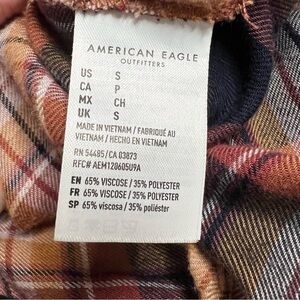 AMERICAN EAGLE
OUTFITTERS
US S
CA P
MX CH
UK S
MADE IN VIETNAM / FABRIQUÉ AU
VIETNAM / HECHO EN VIETNAM
RN 54485/CA 03873
RFC# AEM120605U9A
EN 65% VISCOSE / 35% POLYESTER
FR 65% VISCOSE / 35% POLYESTER
SP 65% viscosa / 35% poliéster